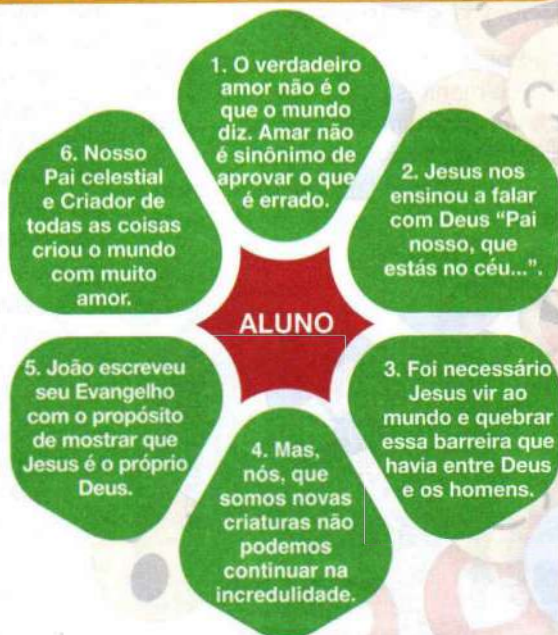 1. O verdadeiro
amor não é o
que o mundo
diz. Amar não
é sinônimo de
aprovar o que
é errado.
2. Jesus nos
ensinou a falar
com Deus “Pai
nosso, que
estás no céu...”.
3. Foi necessário
Jesus vir ao
mundo e quebrar
essa barreira que
havia entre Deus
e os homens.
4. Mas,
nós, que
somos novas
criaturas não
podemos
continuar na
incredulidade.
5. João escreveu
seu Evangelho
com o propósito
de mostrar que
Jesus é o próprio
Deus.
6. Nosso
Pai celestial
e Criador de
todas as coisas
criou o mundo
com muito
amor.
ALUNO